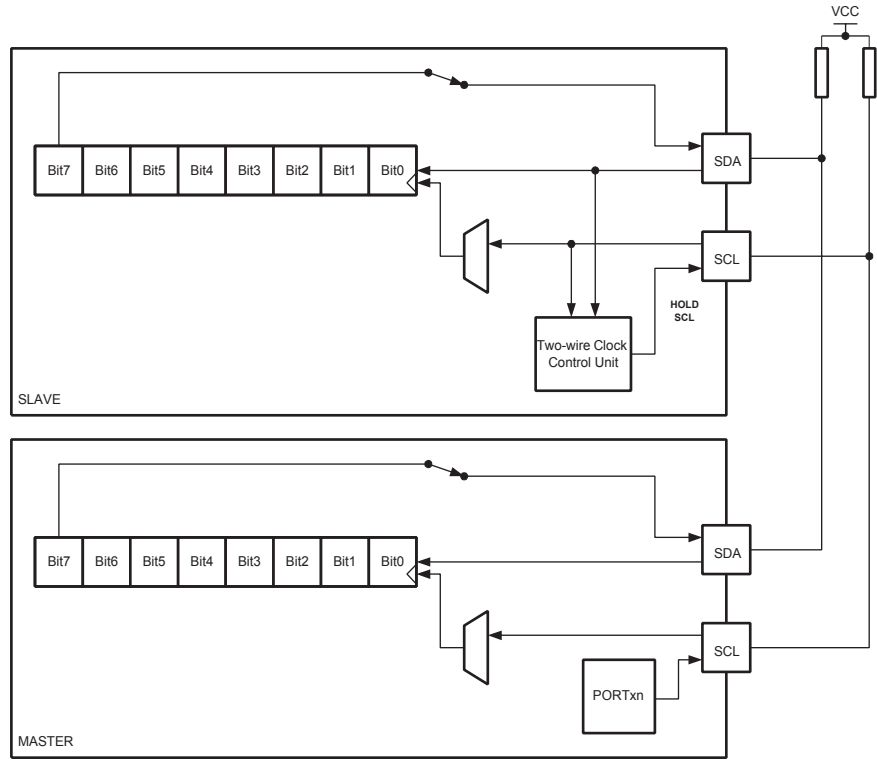 VCC
Bit7 Bit6 Bit5 Bit4 Bit3 Bit2 Bit1 Bit0
SDA
SCL
HOLD
SCL
Two-wire Clock
Control Unit
SLAVE
Bit7 Bit6 Bit5 Bit4 Bit3 Bit2 Bit1 Bit0
SDA
SCL
PORTxn
MASTER